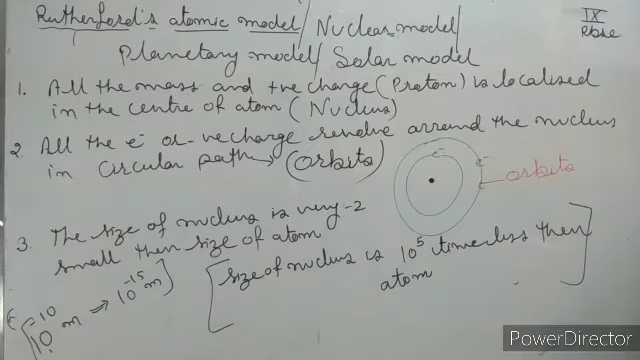 Rutherford's atomic model / Nuclear model /
Planetary model / Solar model
IX
Rbse
1. All the mass and +ve charge (Proton) is localised
in the centre of atom (Nucleus)
2. All the e⁻ or -ve charge revolve arround the nucleus
in circular path → (orbits)
e⁻
e⁻
orbits
3. The size of nucleus is very -2
small then size of atom
[10⁻¹⁰ m ⇒ 10⁻¹⁵ m]
[size of nucleus is 10⁵ times less then
atom]
PowerDirector